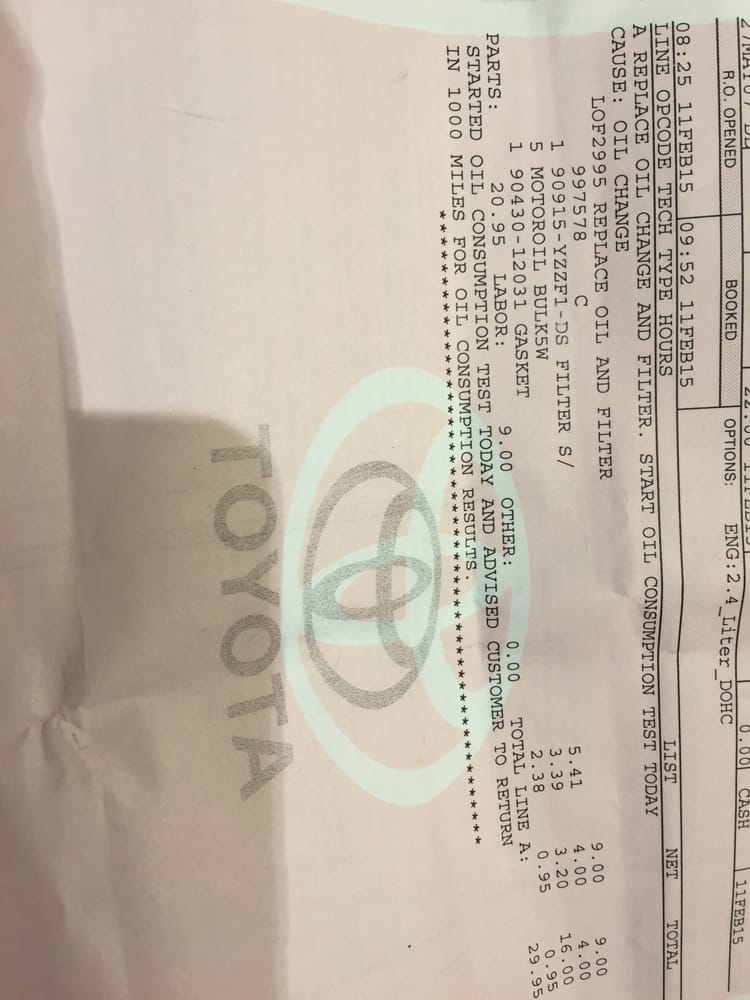 22.00 11FEB15 0.00 CASH 11FEB15
R.O. OPENED BOOKED OPTIONS: ENG:2.4_Liter_DOHC
08:25 11FEB15 09:52 11FEB15
LINE OPCODE TECH TYPE HOURS LIST NET TOTAL
A REPLACE OIL CHANGE AND FILTER. START OIL CONSUMPTION TEST TODAY
CAUSE: OIL CHANGE
LOF2995 REPLACE OIL AND FILTER
997578 C 9.00 9.00
1 90915-YZZF1-DS FILTER S/ 5.41 4.00 4.00
5 MOTOROIL BULK5W 3.39 3.20 16.00
1 90430-12031 GASKET 2.38 0.95 0.95
PARTS: 20.95 LABOR: 9.00 OTHER: 0.00 TOTAL LINE A: 29.95
STARTED OIL CONSUMPTION TEST TODAY AND ADVISED CUSTOMER TO RETURN
IN 1000 MILES FOR OIL CONSUMPTION RESULTS.
TOYOTA